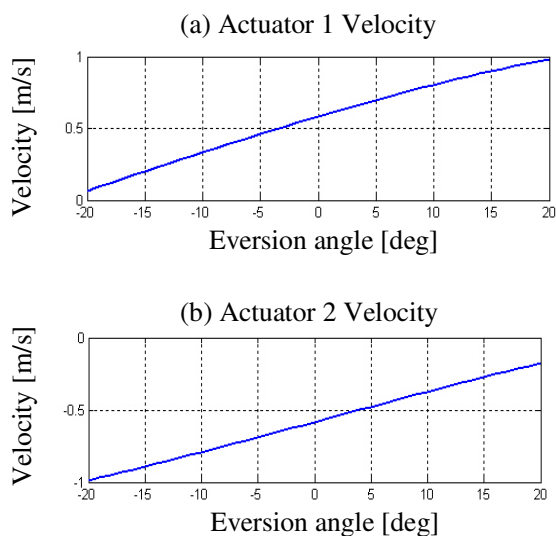 (a) Actuator 1 Velocity
Velocity [m/s]
1
0.5
0
-20 -15 -10 -5 0 5 10 15 20
Eversion angle [deg]
(b) Actuator 2 Velocity
Velocity [m/s]
0
-0.5
-1
-20 -15 -10 -5 0 5 10 15 20
Eversion angle [deg]